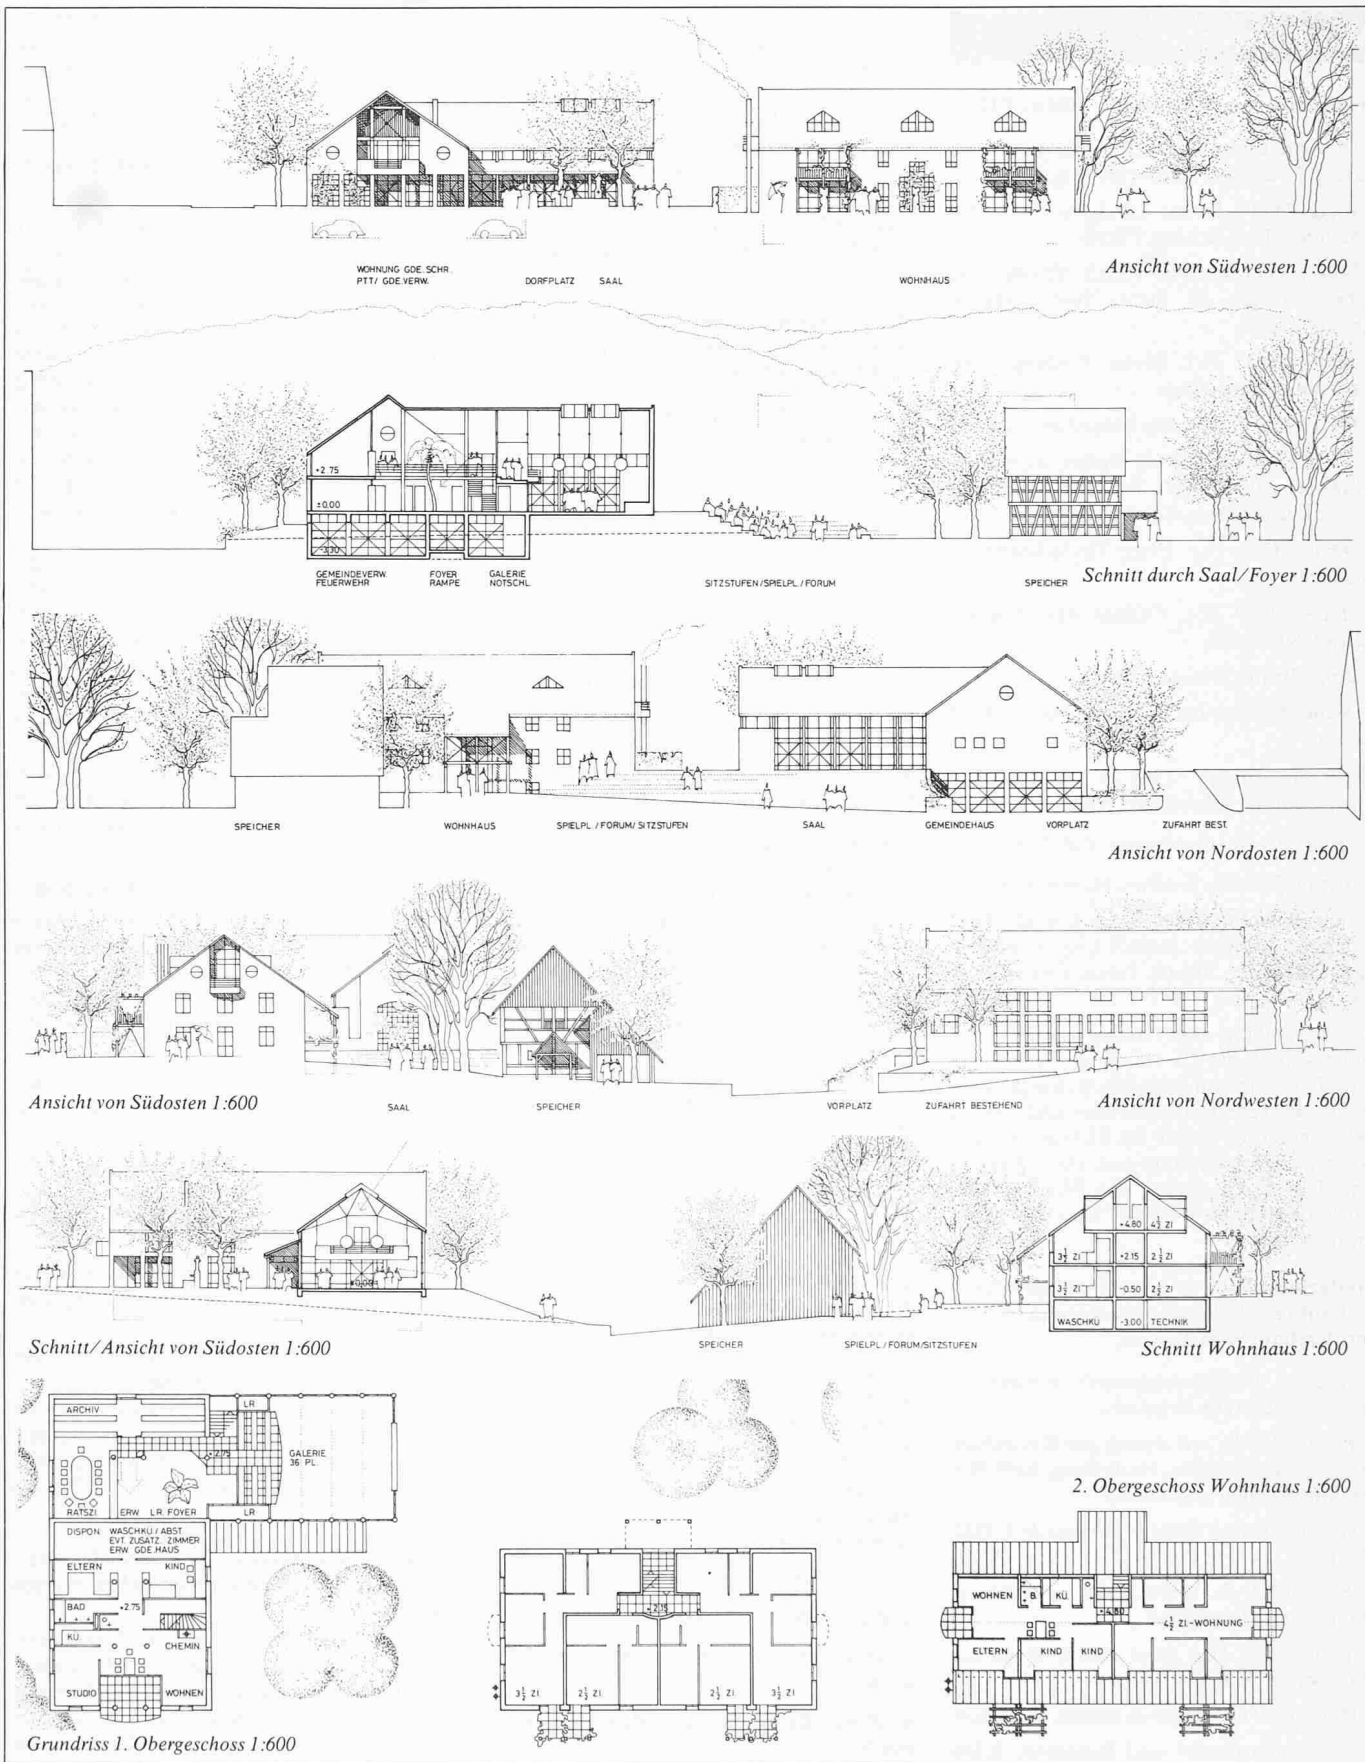 WOHNUNG GDE. SCHR.
PTT/ GDE.VERW.
DORFPLATZ
SAAL
WOHNHAUS
Ansicht von Südwesten 1:600
+2.75
±0.00
-3.30
GEMEINDEVERW.
FEUERWEHR
FOYER
RAMPE
GALERIE
NOTSCHL.
SITZSTUFEN/SPIELPL./FORUM
SPEICHER
Schnitt durch Saal/Foyer 1:600
SPEICHER
WOHNHAUS
SPIELPL./FORUM/SITZSTUFEN
SAAL
GEMEINDEHAUS
VORPLATZ
ZUFAHRT BEST.
Ansicht von Nordosten 1:600
Ansicht von Südosten 1:600
SAAL
SPEICHER
VORPLATZ
ZUFAHRT BESTEHEND
Ansicht von Nordwesten 1:600
±0.00
+4.80 4½ ZI
3½ ZI +2.15 2½ ZI
3½ ZI -0.50 2½ ZI
WASCHKÜ -3.00 TECHNIK
Schnitt/Ansicht von Südosten 1:600
SPEICHER
SPIELPL./FORUM/SITZSTUFEN
Schnitt Wohnhaus 1:600
ARCHIV
LR
+2.75
GALERIE
36 PL.
RATSZI.
ERW.
LR. FOYER
LR
DISPON. WASCHKÜ / ABST.
EVT. ZUSATZ. ZIMMER
ERW. GDE. HAUS
ELTERN
KIND
BAD
+2.75
KÜ.
CHEMIN.
STUDIO
WOHNEN
Grundriss 1. Obergeschoss 1:600
+2.15
3½ ZI.
2½ ZI.
2½ ZI.
3½ ZI.
2. Obergeschoss Wohnhaus 1:600
WOHNEN
B.
KÜ.
+4.80
4½ ZI.-WOHNUNG
ELTERN
KIND
KIND